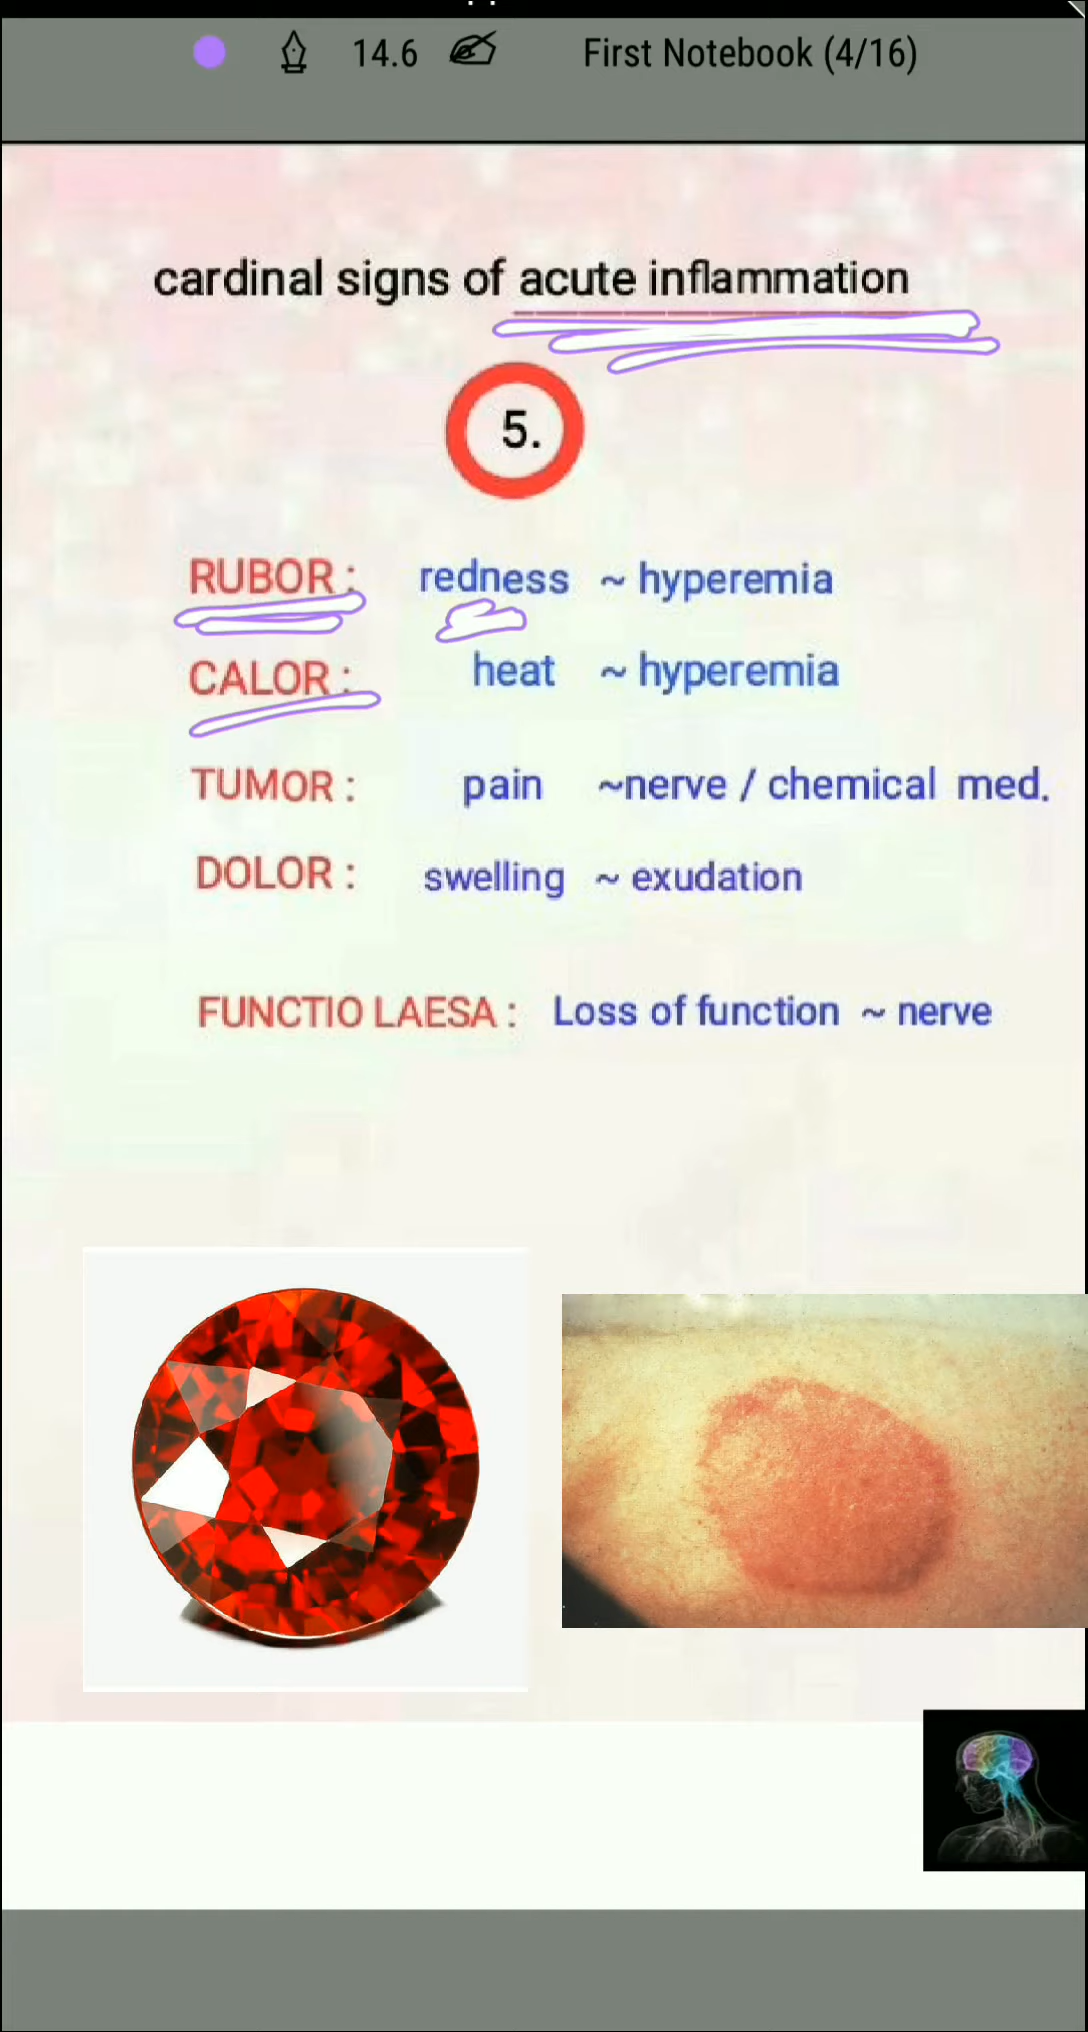 14.6 First Notebook (4/16)
cardinal signs of acute inflammation
5.
RUBOR : redness ~ hyperemia
CALOR : heat ~ hyperemia
TUMOR : pain ~nerve / chemical med.
DOLOR : swelling ~ exudation
FUNCTIO LAESA : Loss of function ~ nerve